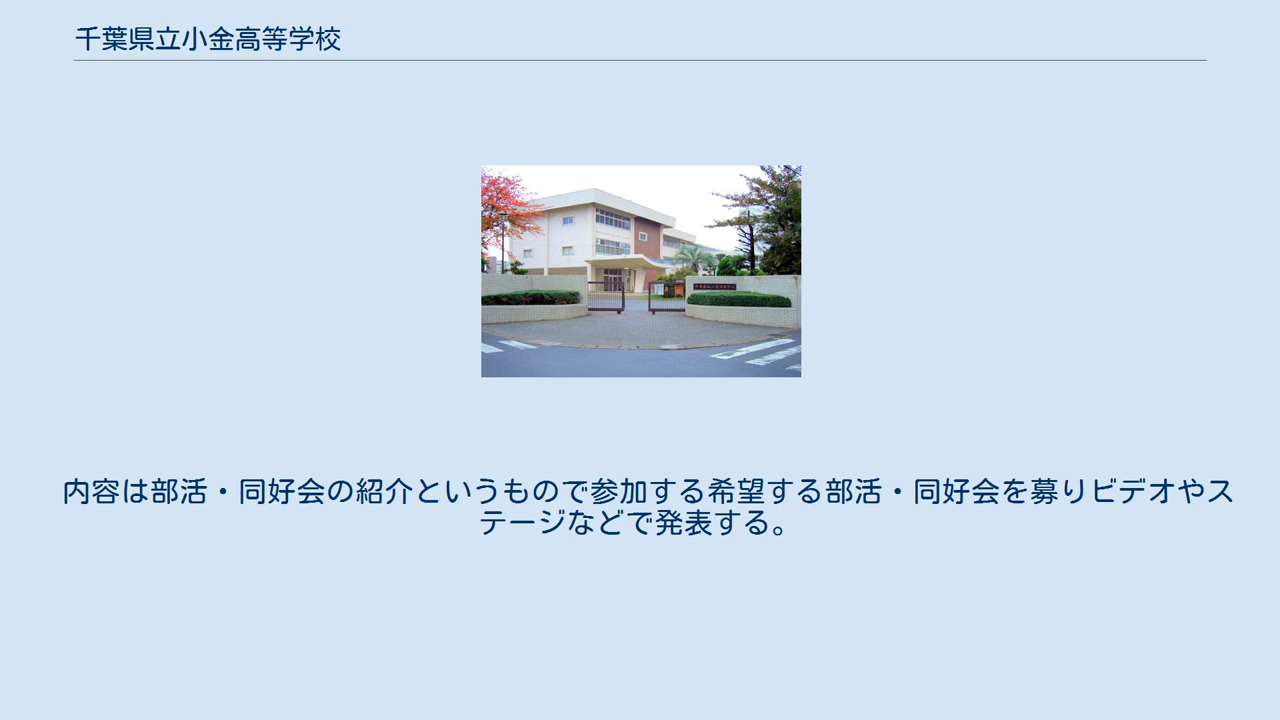 千葉県立小金高等学校
内容は部活・同好会の紹介というもので参加する希望する部活・同好会を募りビデオやス
テージなどで発表する。